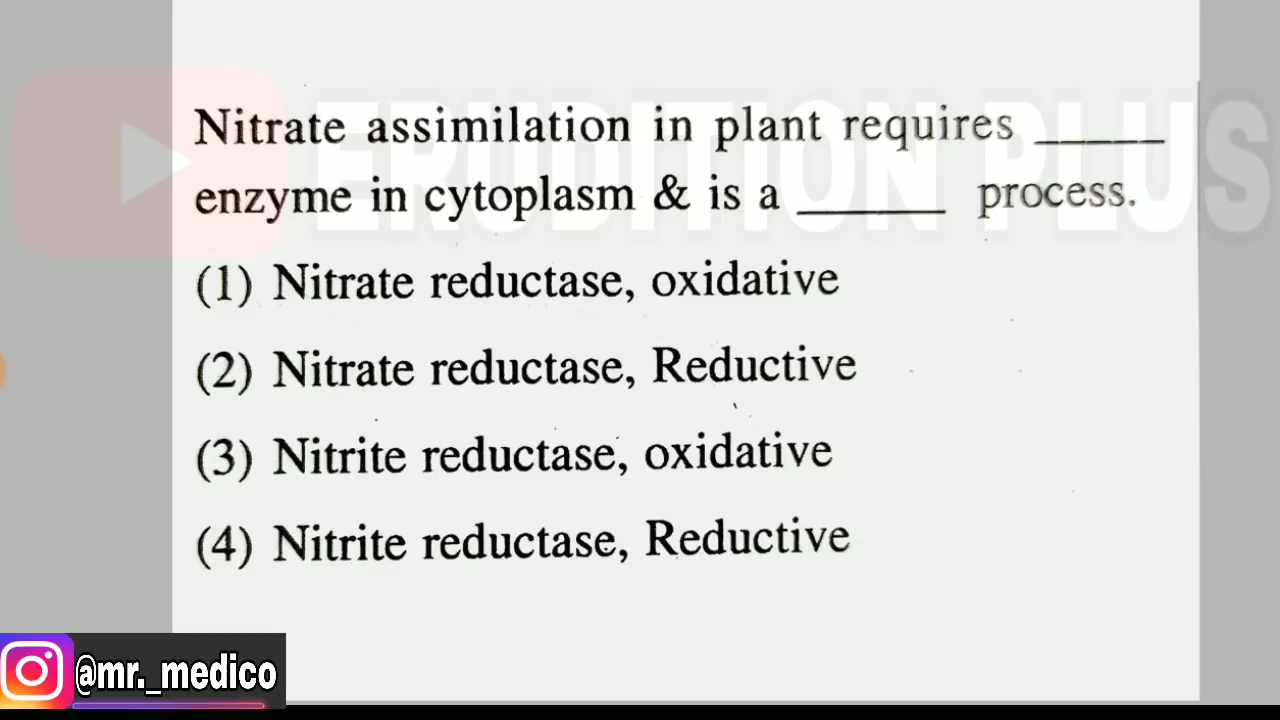 ERUDITION PLUS
Nitrate assimilation in plant requires _____
enzyme in cytoplasm & is a ______ process.
(1) Nitrate reductase, oxidative
(2) Nitrate reductase, Reductive
(3) Nitrite reductase, oxidative
(4) Nitrite reductase, Reductive
@mr._medico